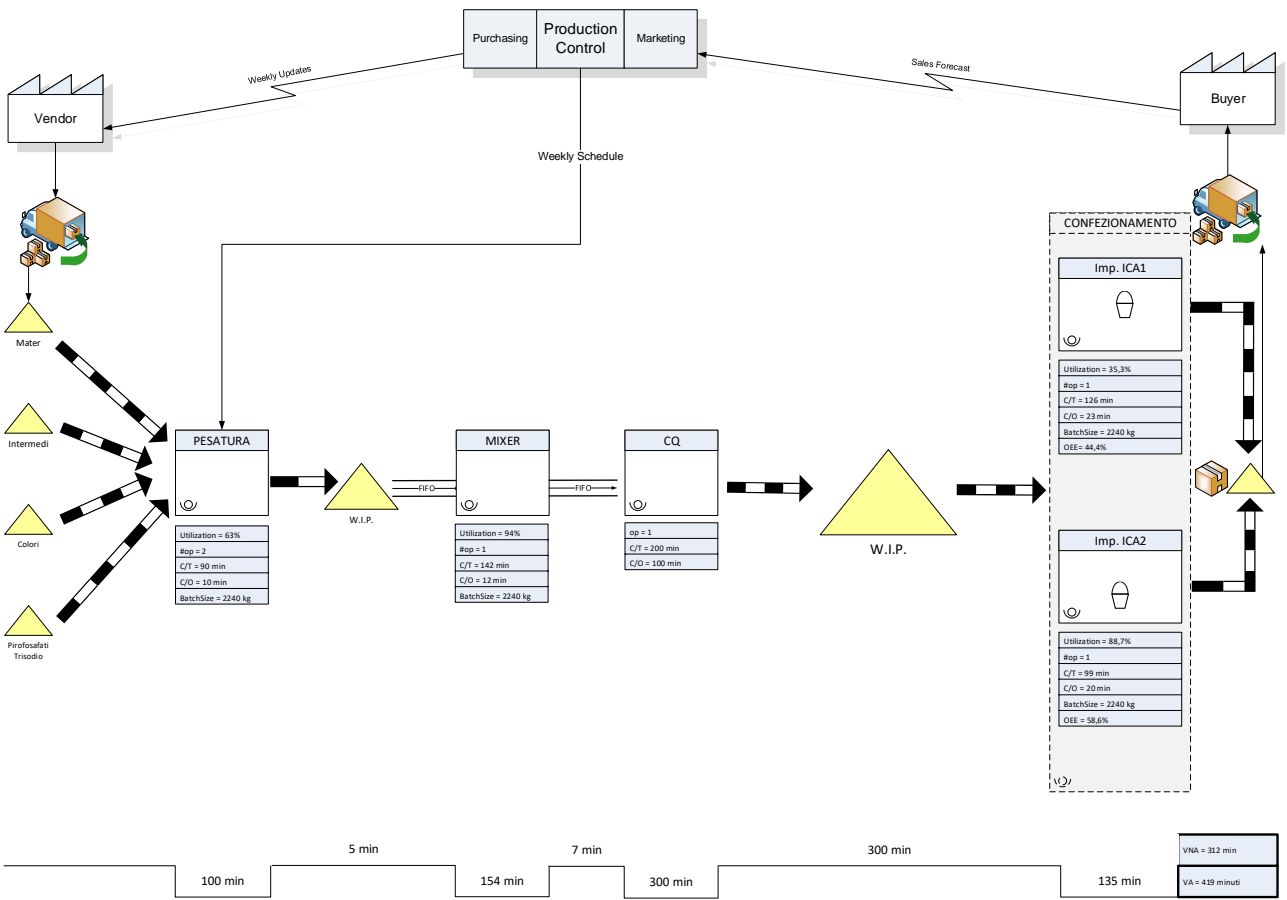 Purchasing
Production
Control
Marketing
Weekly Updates
Sales Forecast
Vendor
Buyer
Weekly Schedule
CONFEZIONAMENTO
Imp. ICA1
Mater
Utilization = 35,3%
#op = 1
C/T = 126 min
C/O = 23 min
BatchSize = 2240 kg
OEE= 44,4%
Intermedi
PESATURA
MIXER
CQ
FIFO
FIFO
W.I.P.
Colori
W.I.P.
Utilization = 63%
#op = 2
C/T = 90 min
C/O = 10 min
BatchSize = 2240 kg
Utilization = 94%
#op = 1
C/T = 142 min
C/O = 12 min
BatchSize = 2240 kg
op = 1
C/T = 200 min
C/O = 100 min
Imp. ICA2
Pirofosafati
Trisodio
Utilization = 88,7%
#op = 1
C/T = 99 min
C/O = 20 min
BatchSize = 2240 kg
OEE = 58,6%
5 min
7 min
300 min
VNA = 312 min
100 min
154 min
300 min
135 min
VA = 419 minuti